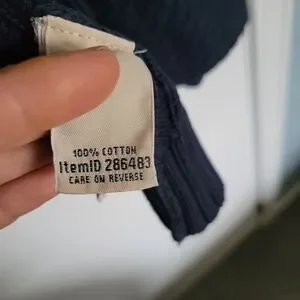 100% COTTON
ItemID 286483
CARE ON REVERSE